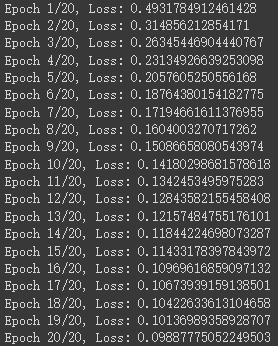 Epoch 1/20, Loss: 0.4931784912461428
Epoch 2/20, Loss: 0.314856212854171
Epoch 3/20, Loss: 0.26345446904440767
Epoch 4/20, Loss: 0.23134926639253098
Epoch 5/20, Loss: 0.2057605250556168
Epoch 6/20, Loss: 0.18764380154182775
Epoch 7/20, Loss: 0.17194661611376955
Epoch 8/20, Loss: 0.1604003270717262
Epoch 9/20, Loss: 0.15086658080543974
Epoch 10/20, Loss: 0.14180298681578618
Epoch 11/20, Loss: 0.1342453495975283
Epoch 12/20, Loss: 0.12843582155458408
Epoch 13/20, Loss: 0.12157484755176101
Epoch 14/20, Loss: 0.11844224698073287
Epoch 15/20, Loss: 0.11433178397843972
Epoch 16/20, Loss: 0.10969616859097132
Epoch 17/20, Loss: 0.10673939159138501
Epoch 18/20, Loss: 0.10422633613104658
Epoch 19/20, Loss: 0.10136989358928707
Epoch 20/20, Loss: 0.09887775052249503